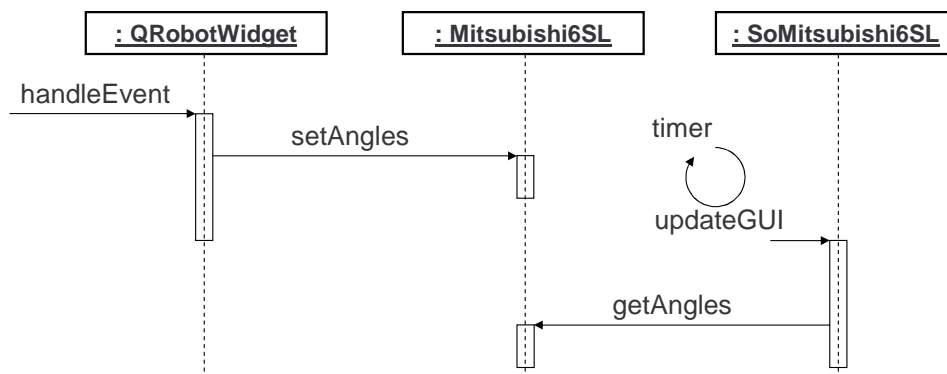 : QRobotWidget
: Mitsubishi6SL
: SoMitsubishi6SL
handleEvent
setAngles
timer
updateGUI
getAngles